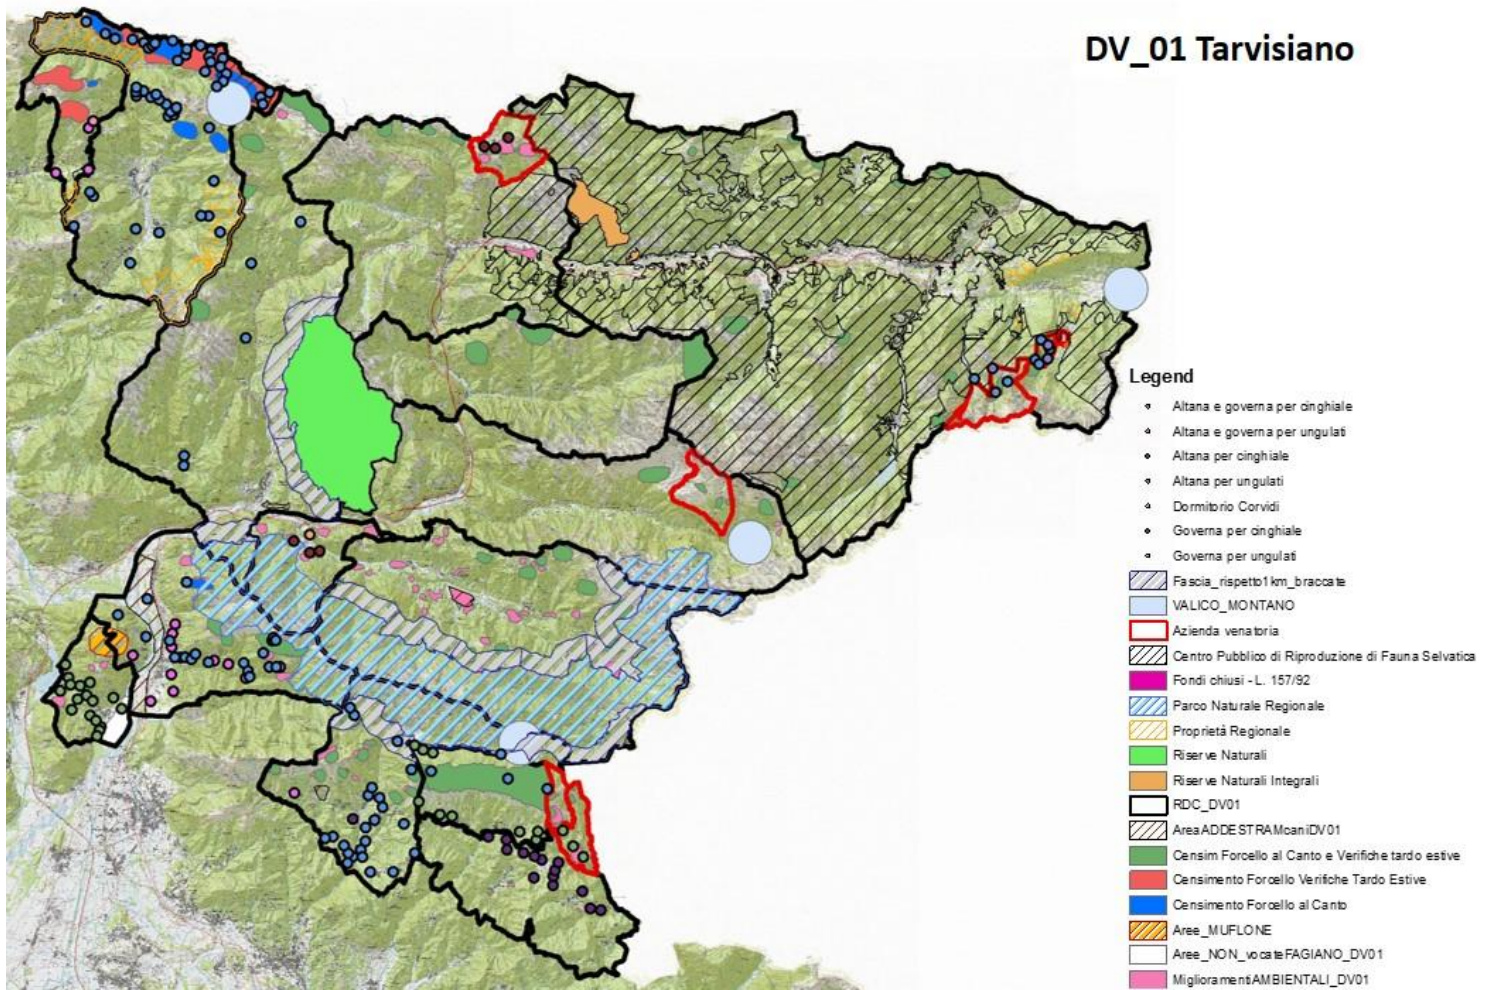 DV_01 Tarvisiano
Legend
Altana e governa per cinghiale
Altana e governa per ungulati
Altana per cinghiale
Altana per ungulati
Dormitorio Corvidi
Governa per cinghiale
Governa per ungulati
Fascia_rispetto1km_braccate
VALICO_MONTANO
Azienda venatoria
Centro Pubblico di Riproduzione di Fauna Selvatica
Fondi chiusi - L. 157/92
Parco Naturale Regionale
Proprietà Regionale
Riserve Naturali
Riserve Naturali Integrali
RDC_DV01
AreaADDESTRAMcaniDV01
Censim Forcello al Canto e Verifiche tardo estive
Censimento Forcello Verifiche Tardo Estive
Censimento Forcello al Canto
Aree_MUFLONE
Aree_NON_vocateFAGIANO_DV01
MiglioramentiAMBIENTALI_DV01